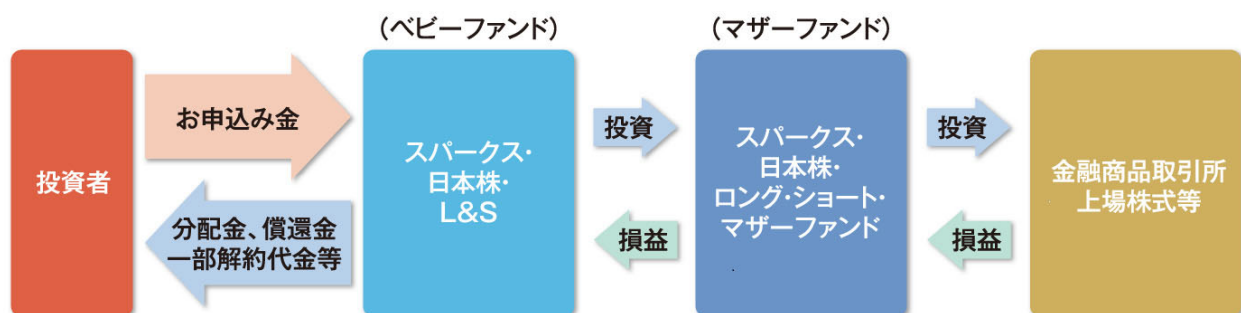 (ベビーファンド)
(マザーファンド)
投資者
お申込み金
分配金、償還金
一部解約代金等
スパークス・
日本株・
L&S
投資
損益
スパークス・
日本株・
ロング・ショート・
マザーファンド
投資
損益
金融商品取引所
上場株式等